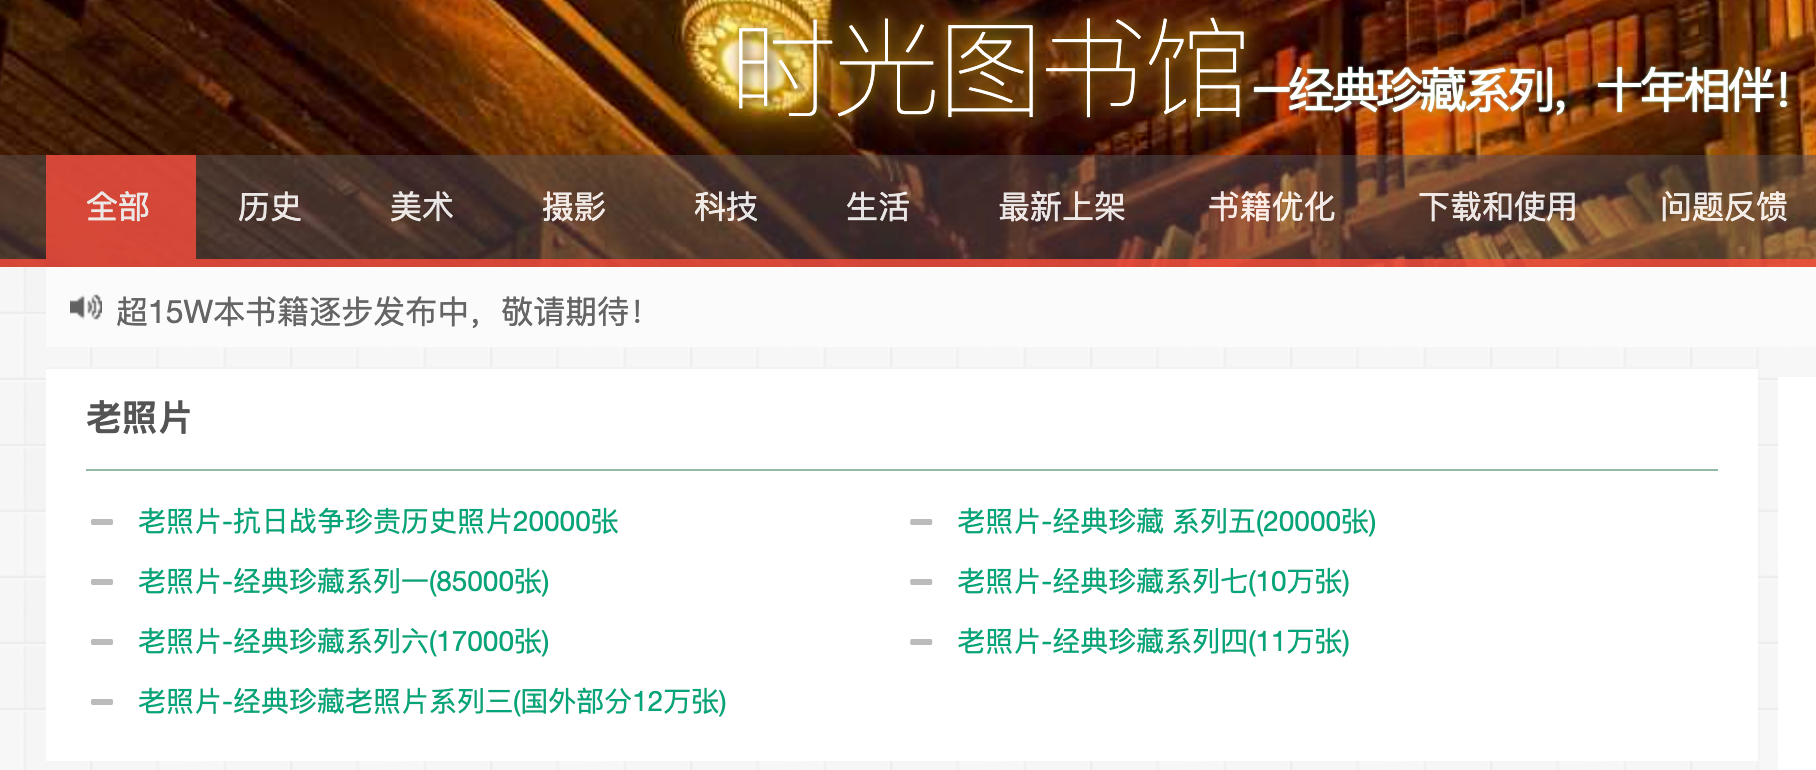 时光图书馆 —经典珍藏系列，十年相伴！
全部 历史 美术 摄影 科技 生活 最新上架 书籍优化 下载和使用 问题反馈
超15W本书籍逐步发布中，敬请期待！
老照片
老照片-抗日战争珍贵历史照片20000张
老照片-经典珍藏 系列五(20000张)
老照片-经典珍藏系列一(85000张)
老照片-经典珍藏系列七(10万张)
老照片-经典珍藏系列六(17000张)
老照片-经典珍藏系列四(11万张)
老照片-经典珍藏老照片系列三(国外部分12万张)